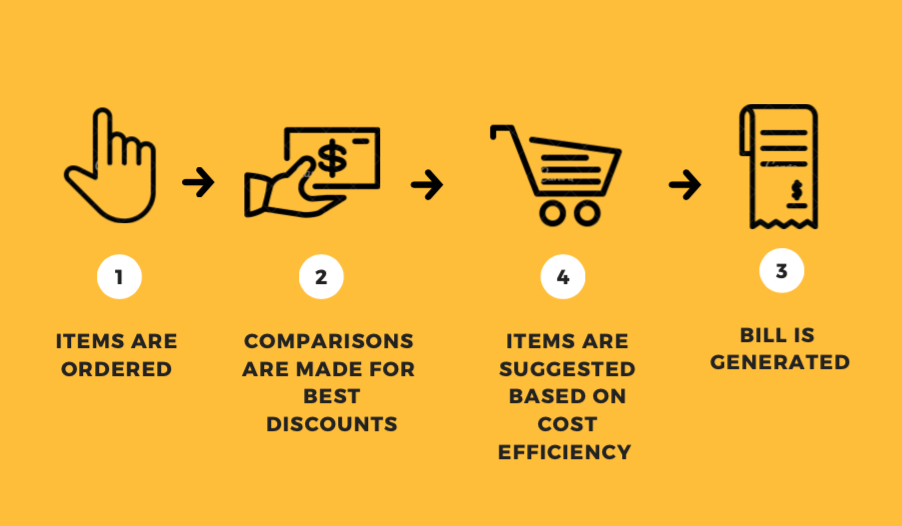 $
$
1
2
4
3
ITEMS ARE
ORDERED
COMPARISONS
ARE MADE FOR
BEST
DISCOUNTS
ITEMS ARE
SUGGESTED
BASED ON
COST
EFFICIENCY
BILL IS
GENERATED